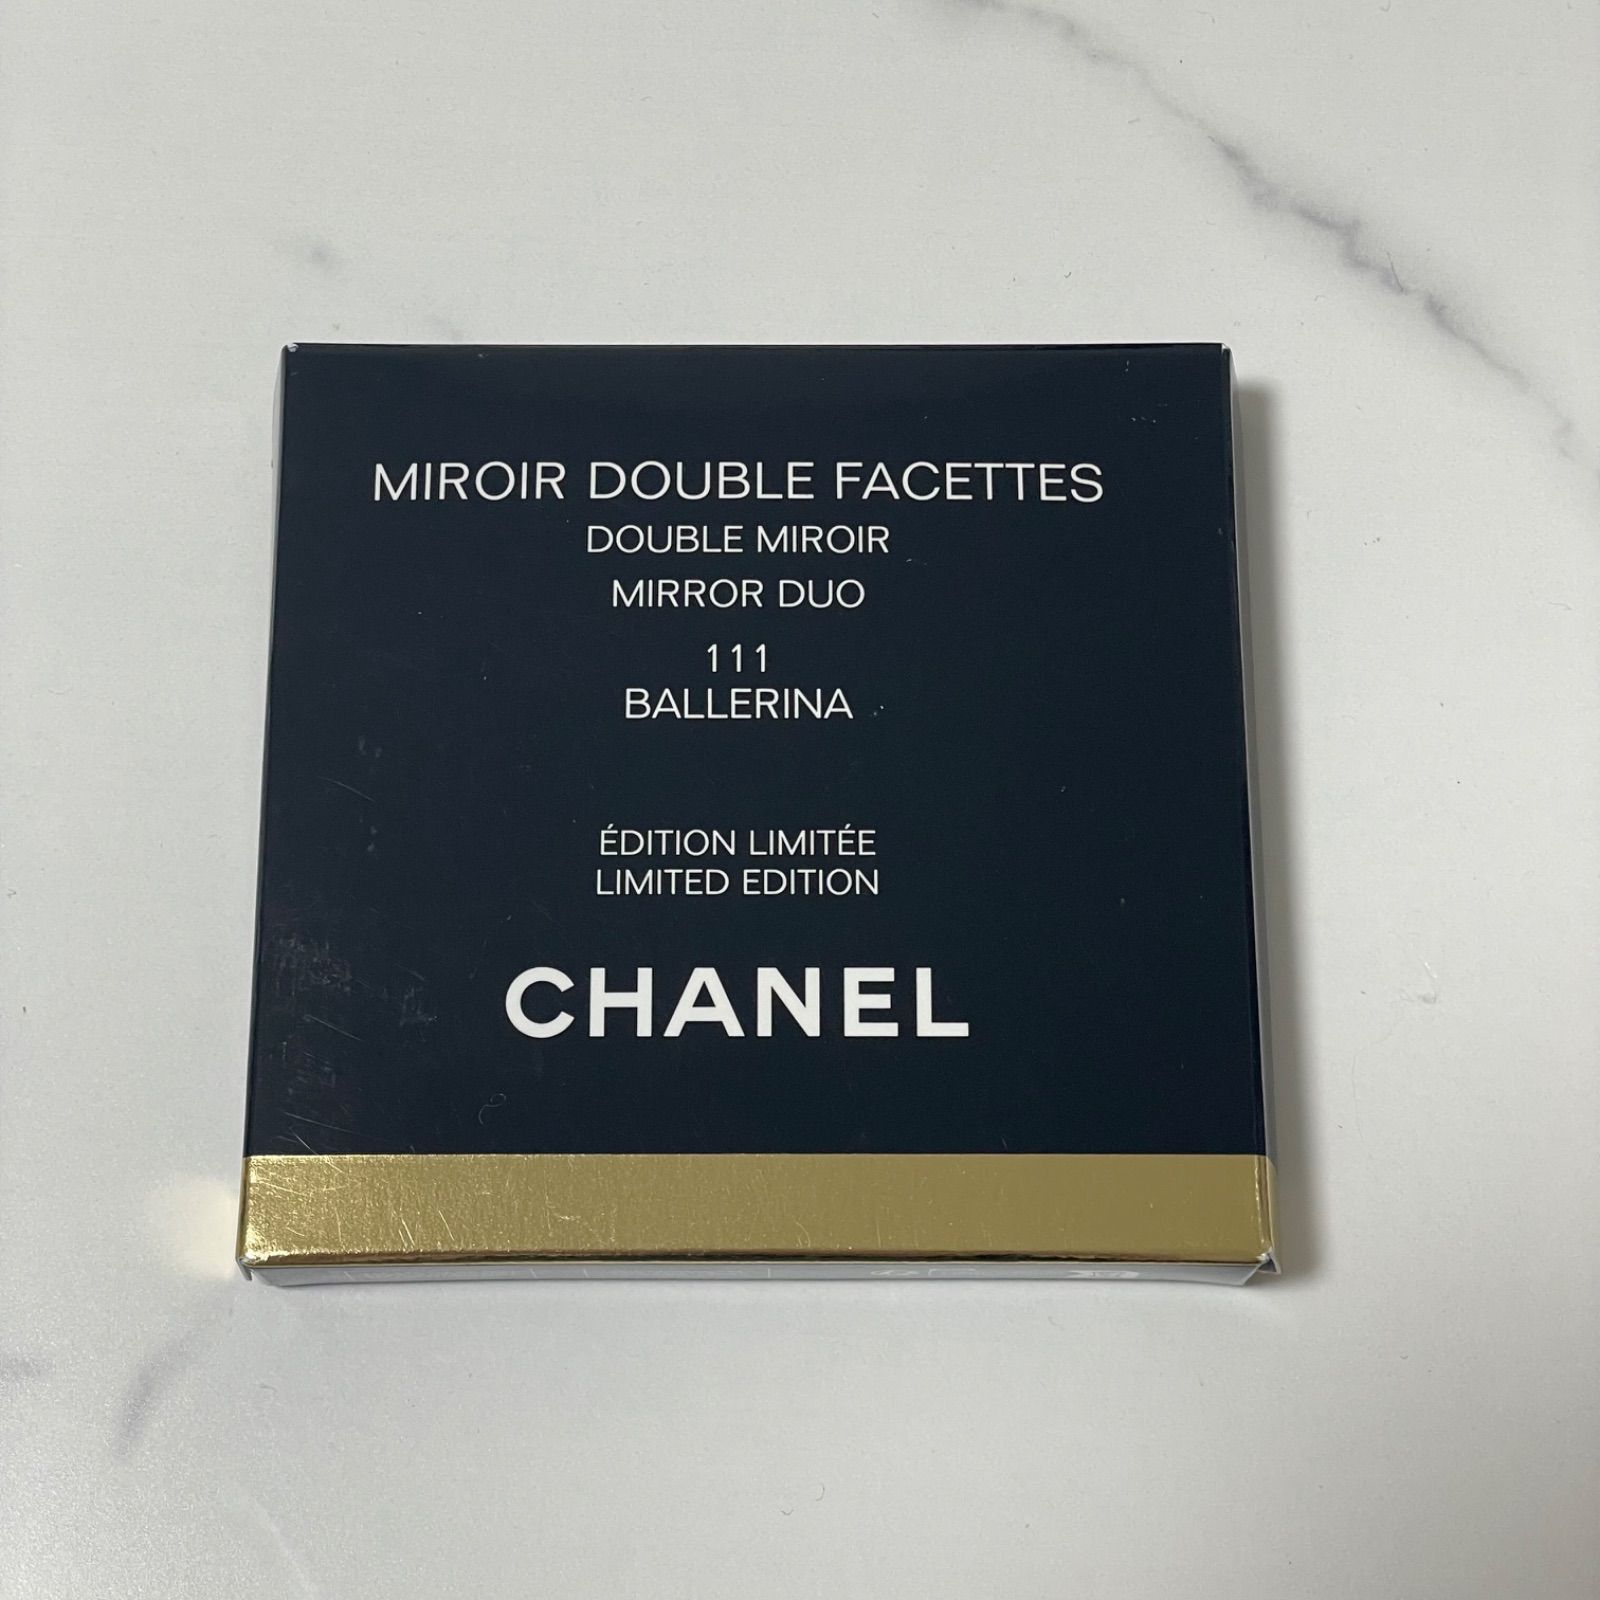 MIROIR DOUBLE FACETTES
DOUBLE MIROIR
MIRROR DUO
111
BALLERINA
ÉDITION LIMITÉE
LIMITED EDITION
CHANEL